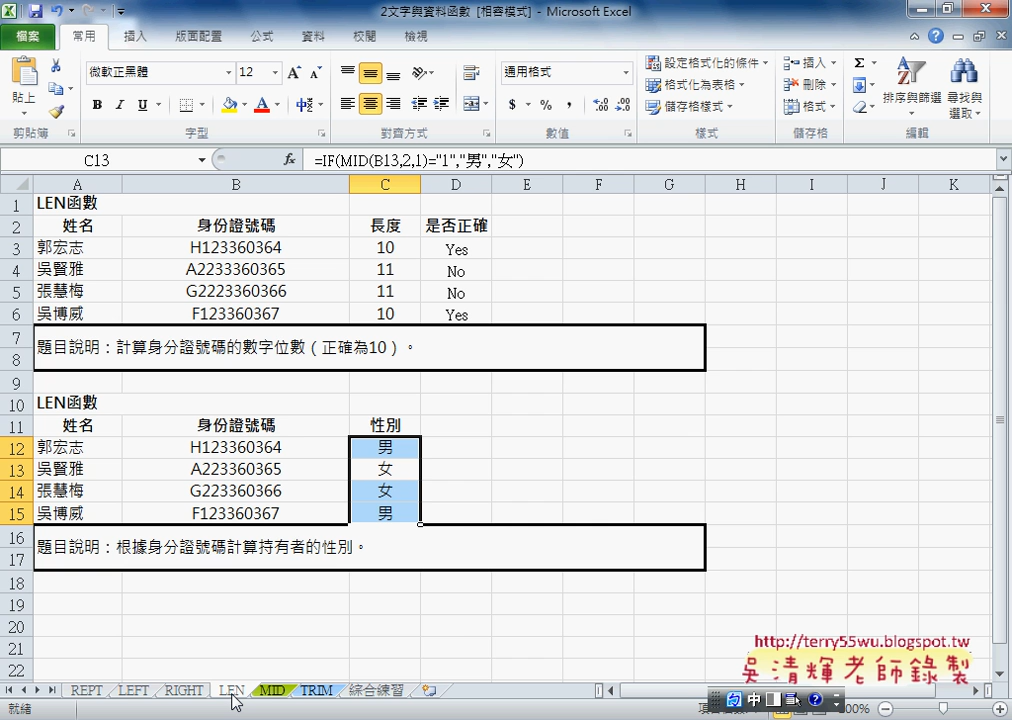 2文字與資料函數 [相容模式] - Microsoft Excel
檔案 常用 插入 版面配置 公式 資料 校閱 檢視
貼上 微軟正黑體 12 通用格式 設定格式化的條件 插入 Σ
格式化為表格 刪除 排序與篩選 尋找與選取
B I U A 中 $ % , 儲存格樣式 格式
剪貼簿 字型 對齊方式 數值 樣式 儲存格 編輯
C13 fx =IF(MID(B13,2,1)="1","男","女")
A B C D E F G H I J K
1 LEN函數
2 姓名 身份證號碼 長度 是否正確
3 郭宏志 H123360364 10 Yes
4 吳賢雅 A2233360365 11 No
5 張慧梅 G2223360366 11 No
6 吳博威 F123360367 10 Yes
7
題目說明：計算身分證號碼的數字位數（正確為10）。
8
9
10 LEN函數
11 姓名 身份證號碼 性別
12 郭宏志 H123360364 男
13 吳賢雅 A223360365 女
14 張慧梅 G223360366 女
15 吳博威 F123360367 男
16
題目說明：根據身分證號碼計算持有者的性別。
17
18
19
20
21
22
http://terry55wu.blogspot.tw
吳清輝老師錄製
REPT LEFT RIGHT LEN MID TRIM 綜合練習
就緒 中 100%